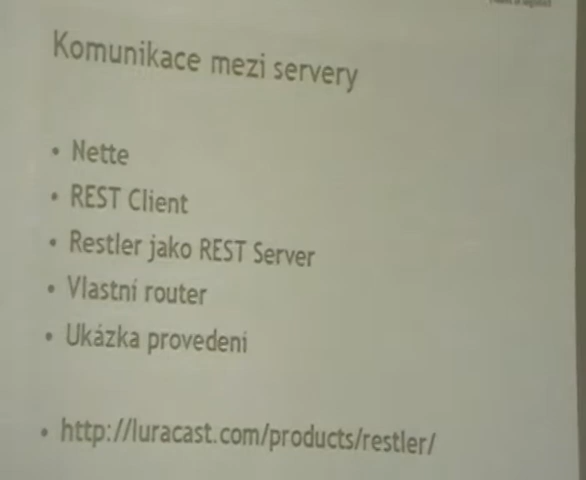 Komunikace mezi servery
• Nette
• REST Client
• Restler jako REST Server
• Vlastní router
• Ukázka provedení
• http://luracast.com/products/restler/